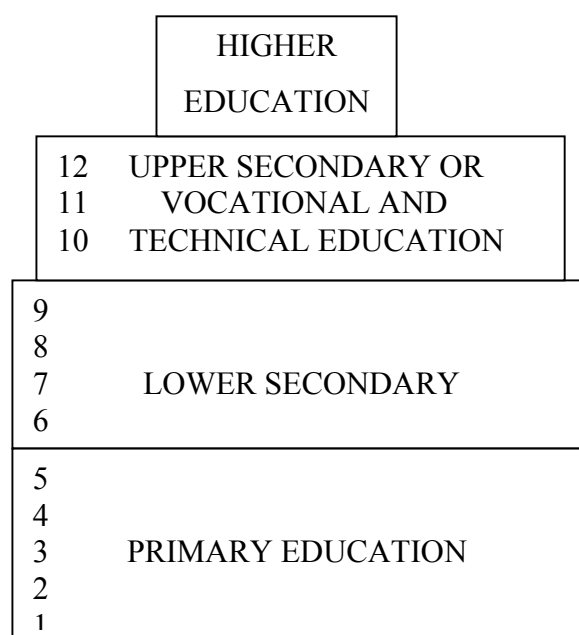 HIGHER
EDUCATION
12 UPPER SECONDARY OR
11 VOCATIONAL AND
10 TECHNICAL EDUCATION
9
8
7 LOWER SECONDARY
6
5
4
3 PRIMARY EDUCATION
2
1